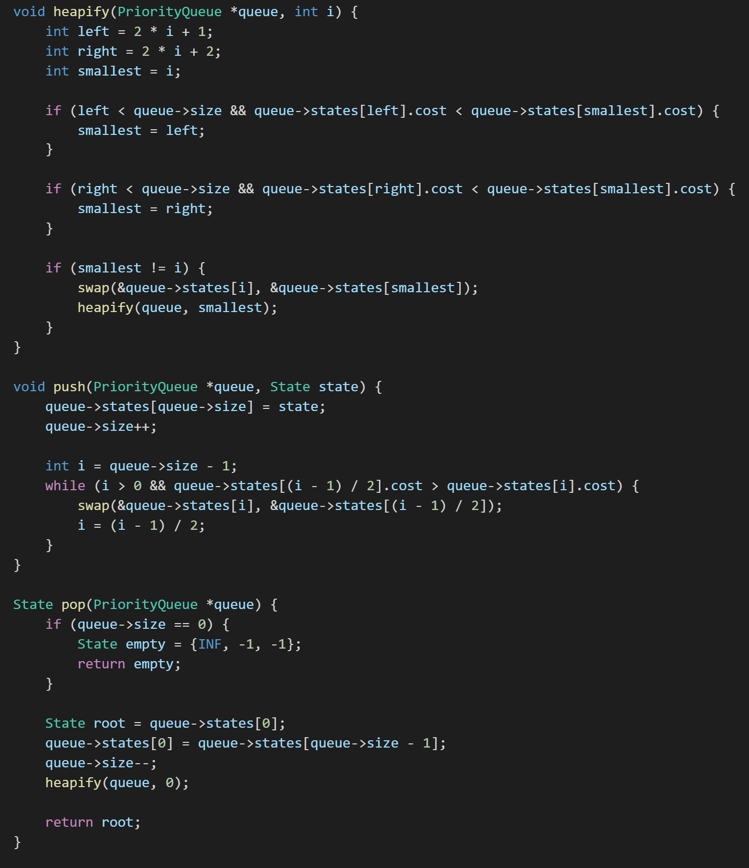 void heapify(PriorityQueue *queue, int i) {
    int left = 2 * i + 1;
    int right = 2 * i + 2;
    int smallest = i;

    if (left < queue->size && queue->states[left].cost < queue->states[smallest].cost) {
        smallest = left;
    }

    if (right < queue->size && queue->states[right].cost < queue->states[smallest].cost) {
        smallest = right;
    }

    if (smallest != i) {
        swap(&queue->states[i], &queue->states[smallest]);
        heapify(queue, smallest);
    }
}

void push(PriorityQueue *queue, State state) {
    queue->states[queue->size] = state;
    queue->size++;

    int i = queue->size - 1;
    while (i > 0 && queue->states[(i - 1) / 2].cost > queue->states[i].cost) {
        swap(&queue->states[i], &queue->states[(i - 1) / 2]);
        i = (i - 1) / 2;
    }
}

State pop(PriorityQueue *queue) {
    if (queue->size == 0) {
        State empty = {INF, -1, -1};
        return empty;
    }

    State root = queue->states[0];
    queue->states[0] = queue->states[queue->size - 1];
    queue->size--;
    heapify(queue, 0);

    return root;
}